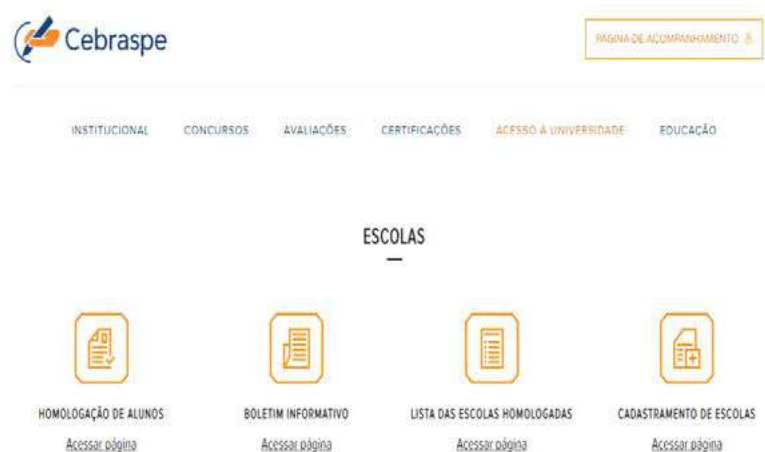 Cebraspe
PÁGINA DE ACOMPANHAMENTO
INSTITUCIONAL CONCURSOS AVALIAÇÕES CERTIFICAÇÕES ACESSO À UNIVERSIDADE EDUCAÇÃO
ESCOLAS
HOMOLOGAÇÃO DE ALUNOS BOLETIM INFORMATIVO LISTA DAS ESCOLAS HOMOLOGADAS CADASTRAMENTO DE ESCOLAS
Acessar página Acessar página Acessar página Acessar página